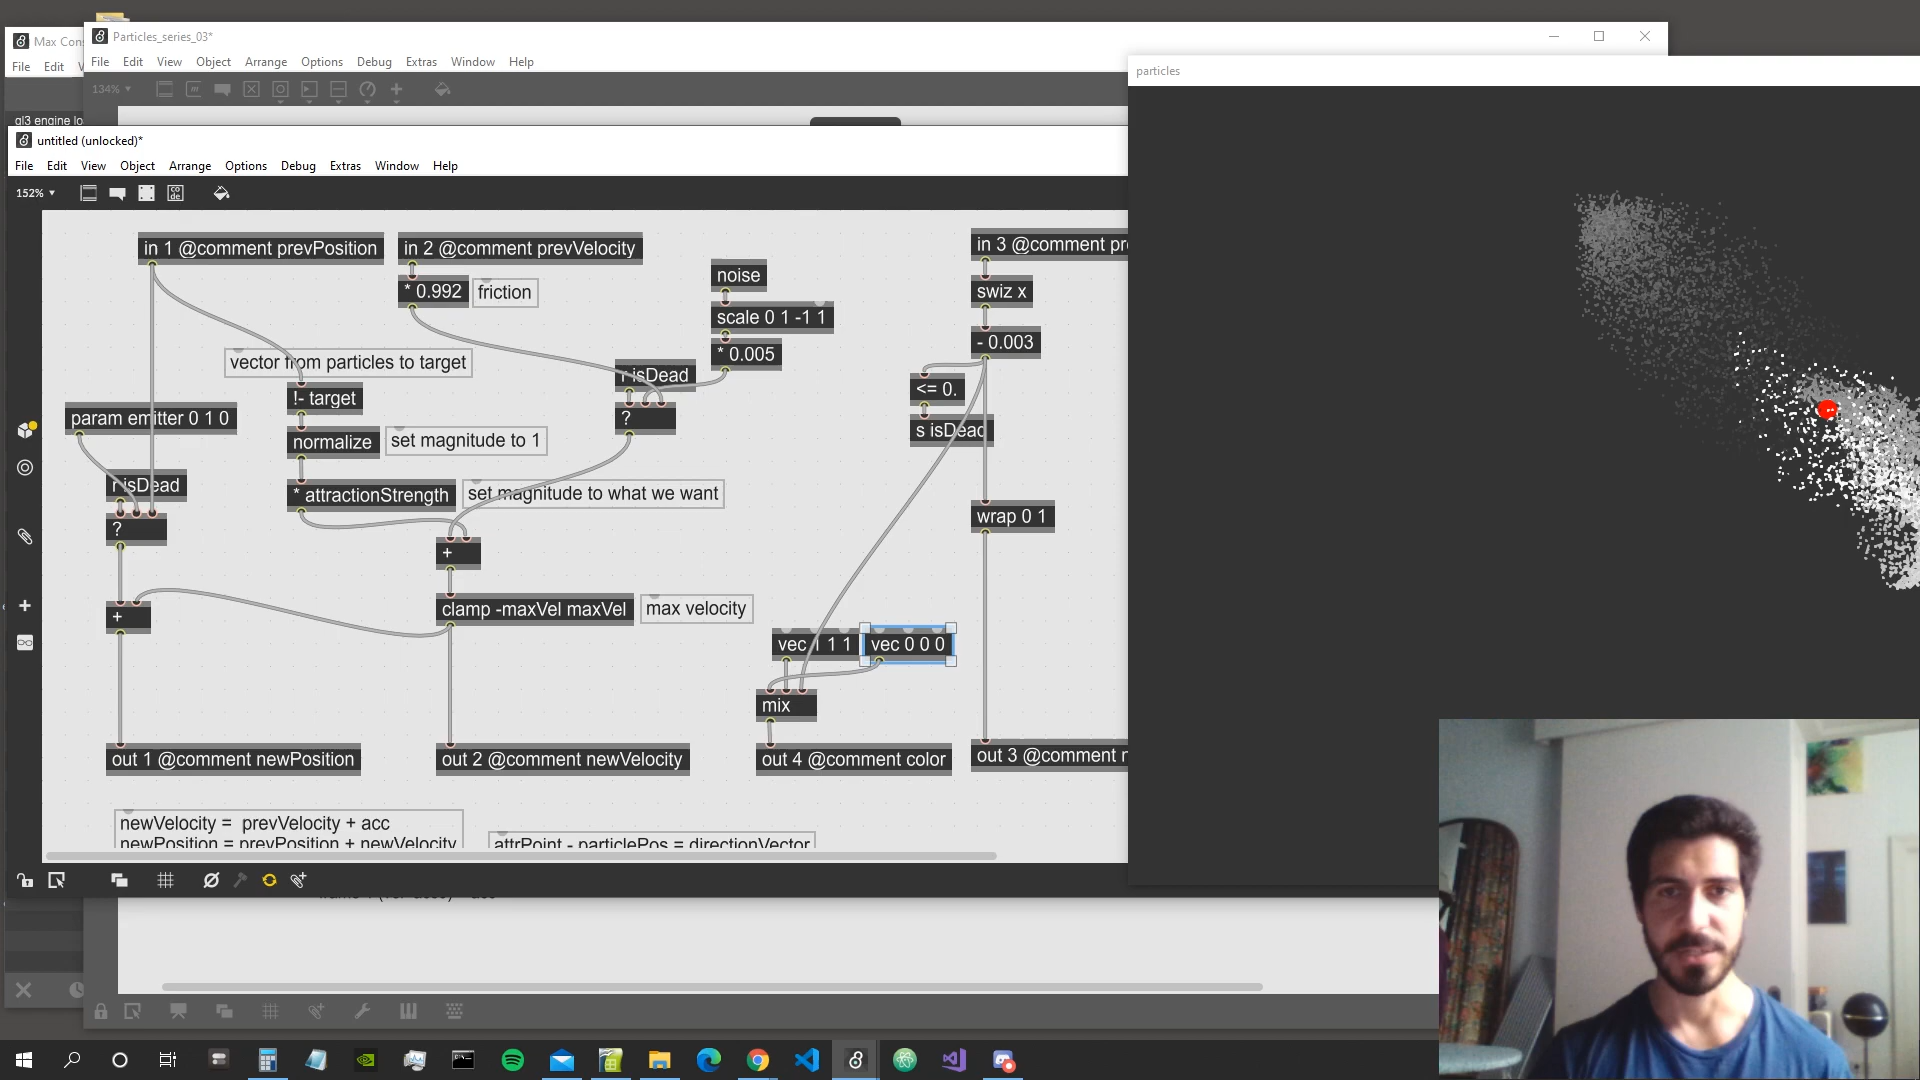 Max Con
Particles_series_03*
File Edit View Object Arrange Options Debug Extras Window Help
File Edit
134%
particles
gl3 engine lo
untitled (unlocked)*
File Edit View Object Arrange Options Debug Extras Window Help
152%
in 1 @comment prevPosition
in 2 @comment prevVelocity
in 3 @comment pr
noise
* 0.992
friction
swiz x
scale 0 1 -1 1
- 0.003
* 0.005
vector from particles to target
r isDead
<= 0.
!- target
?
param emitter 0 1 0
s isDead
normalize
set magnitude to 1
r isDead
* attractionStrength
set magnitude to what we want
wrap 0 1
?
+
clamp -maxVel maxVel
max velocity
+
vec 1 1 1
vec 0 0 0
mix
out 1 @comment newPosition
out 2 @comment newVelocity
out 4 @comment color
out 3 @comment n
newVelocity = prevVelocity + acc
newPosition = prevPosition + newVelocity
attrPoint - particlePos = directionVector